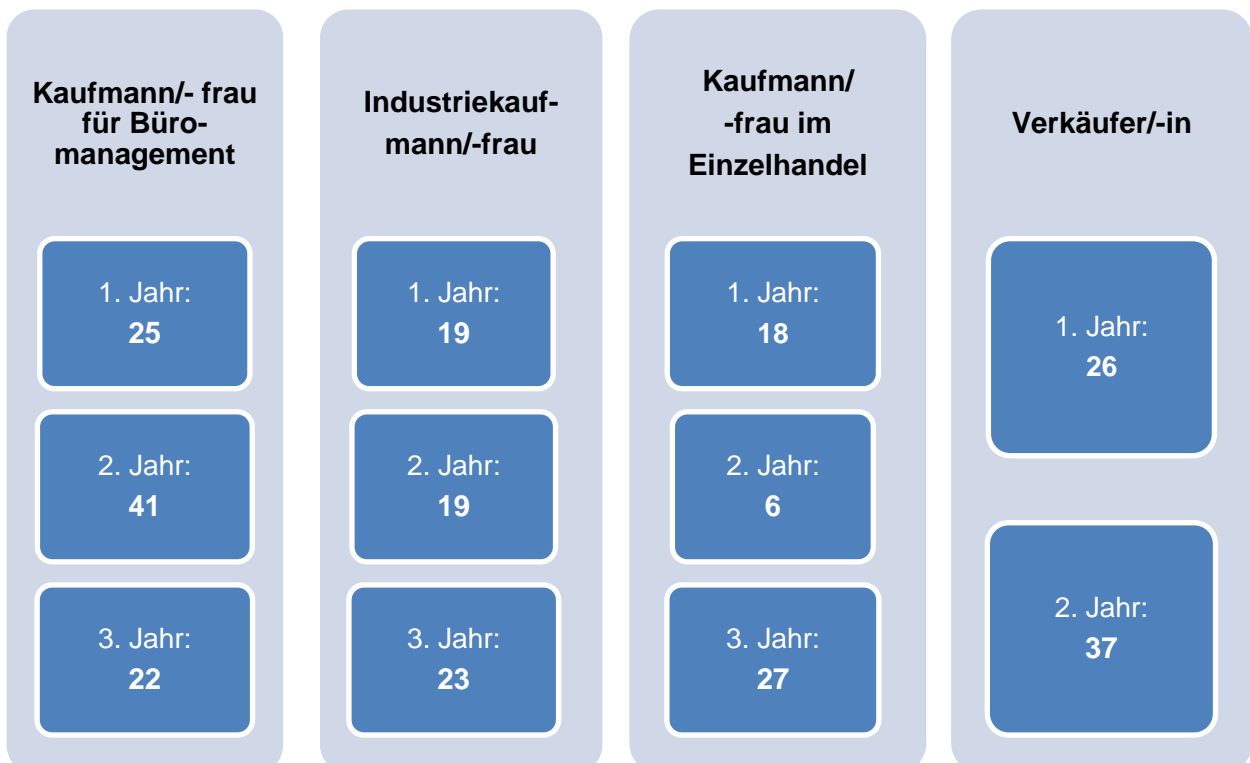 Kaufmann/- frau
für Büro-
management
1. Jahr:
25
2. Jahr:
41
3. Jahr:
22
Industriekauf-
mann/-frau
1. Jahr:
19
2. Jahr:
19
3. Jahr:
23
Kaufmann/
-frau im
Einzelhandel
1. Jahr:
18
2. Jahr:
6
3. Jahr:
27
Verkäufer/-in
1. Jahr:
26
2. Jahr:
37